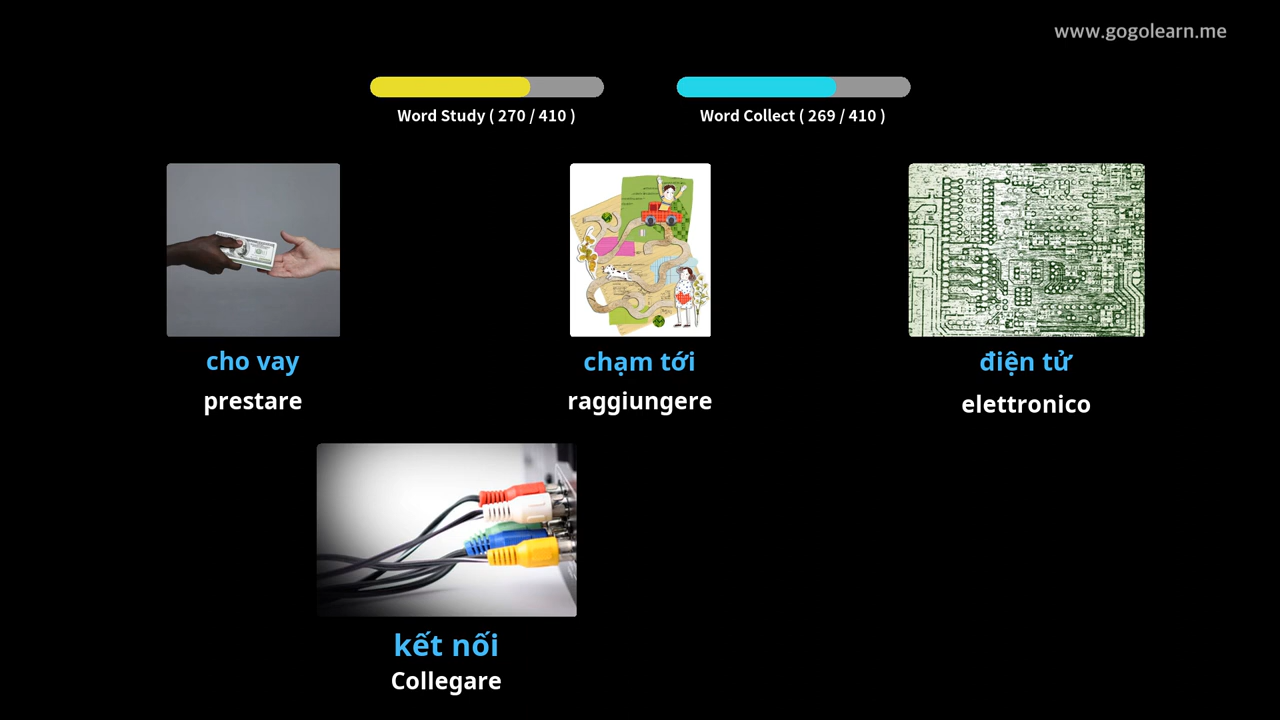 www.gogolearn.me
Word Study ( 270 / 410 )
Word Collect ( 269 / 410 )
cho vay
prestare
chạm tới
raggiungere
điện tử
elettronico
kết nối
Collegare